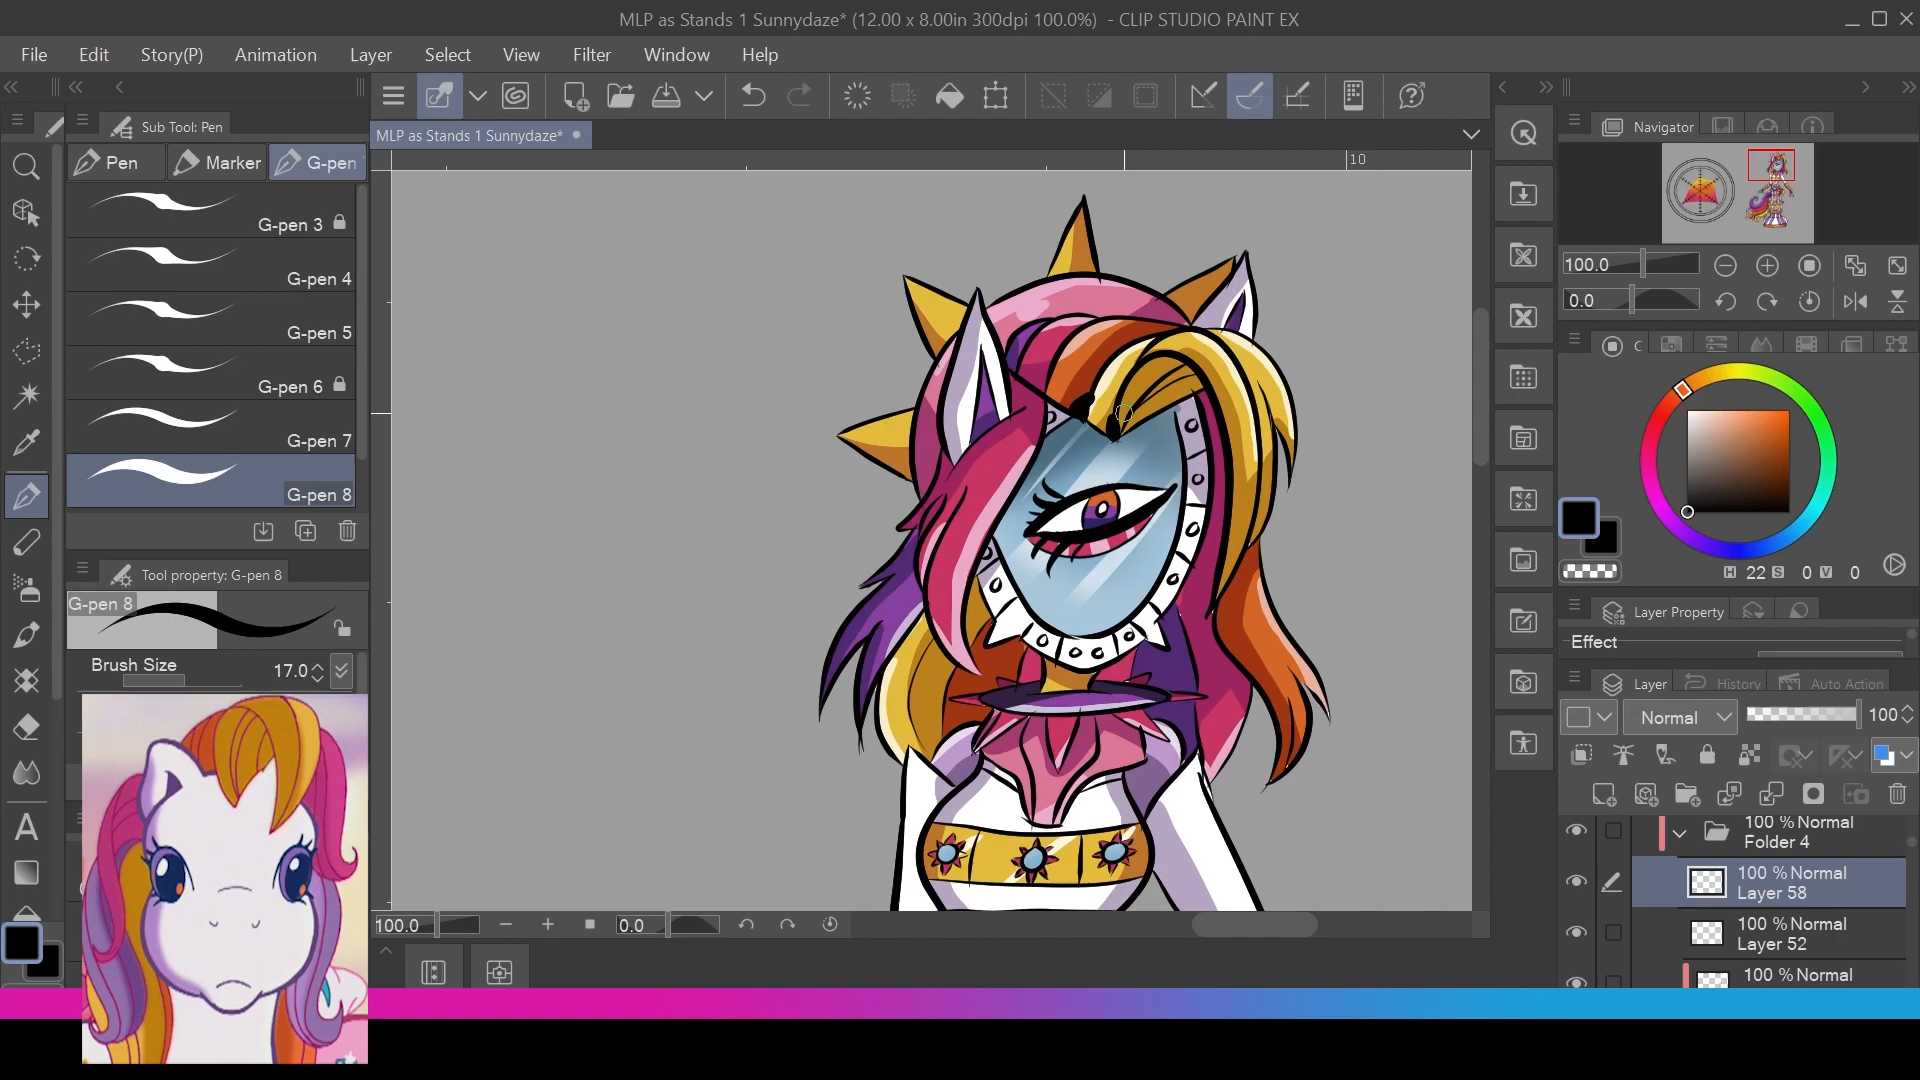 MLP as Stands 1 Sunnydaze* (12.00 x 8.00in 300dpi 100.0%)  - CLIP STUDIO PAINT EX
File Edit Story(P) Animation Layer Select View Filter Window Help
Sub Tool: Pen
MLP as Stands 1 Sunnydaze*
Navigator
Pen Marker G-pen
10
G-pen 3
G-pen 4
G-pen 5
G-pen 6
G-pen 7
G-pen 8
100.0
0.0
C
H 22 S 0 V 0
Tool property: G-pen 8
G-pen 8
Brush Size 17.0
Layer Property
Effect
Layer History Auto Action
Normal 100
100 % Normal
Folder 4
100 % Normal
Layer 58
100 % Normal
Layer 52
100 % Normal
A
100.0 0.0